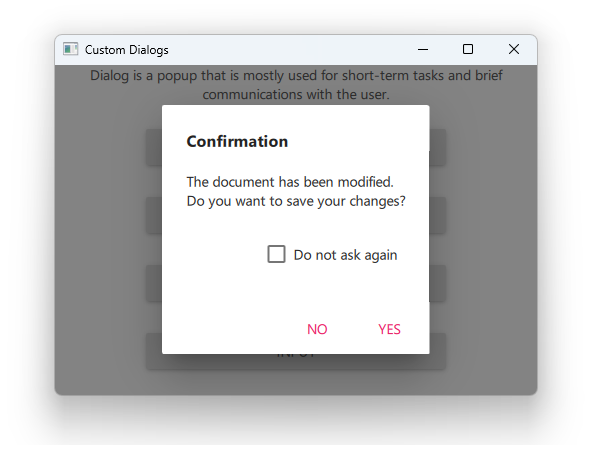 Custom Dialogs
Dialog is a popup that is mostly used for short-term tasks and brief
communications with the user.
Confirmation
The document has been modified.
Do you want to save your changes?
Do not ask again
NO
YES